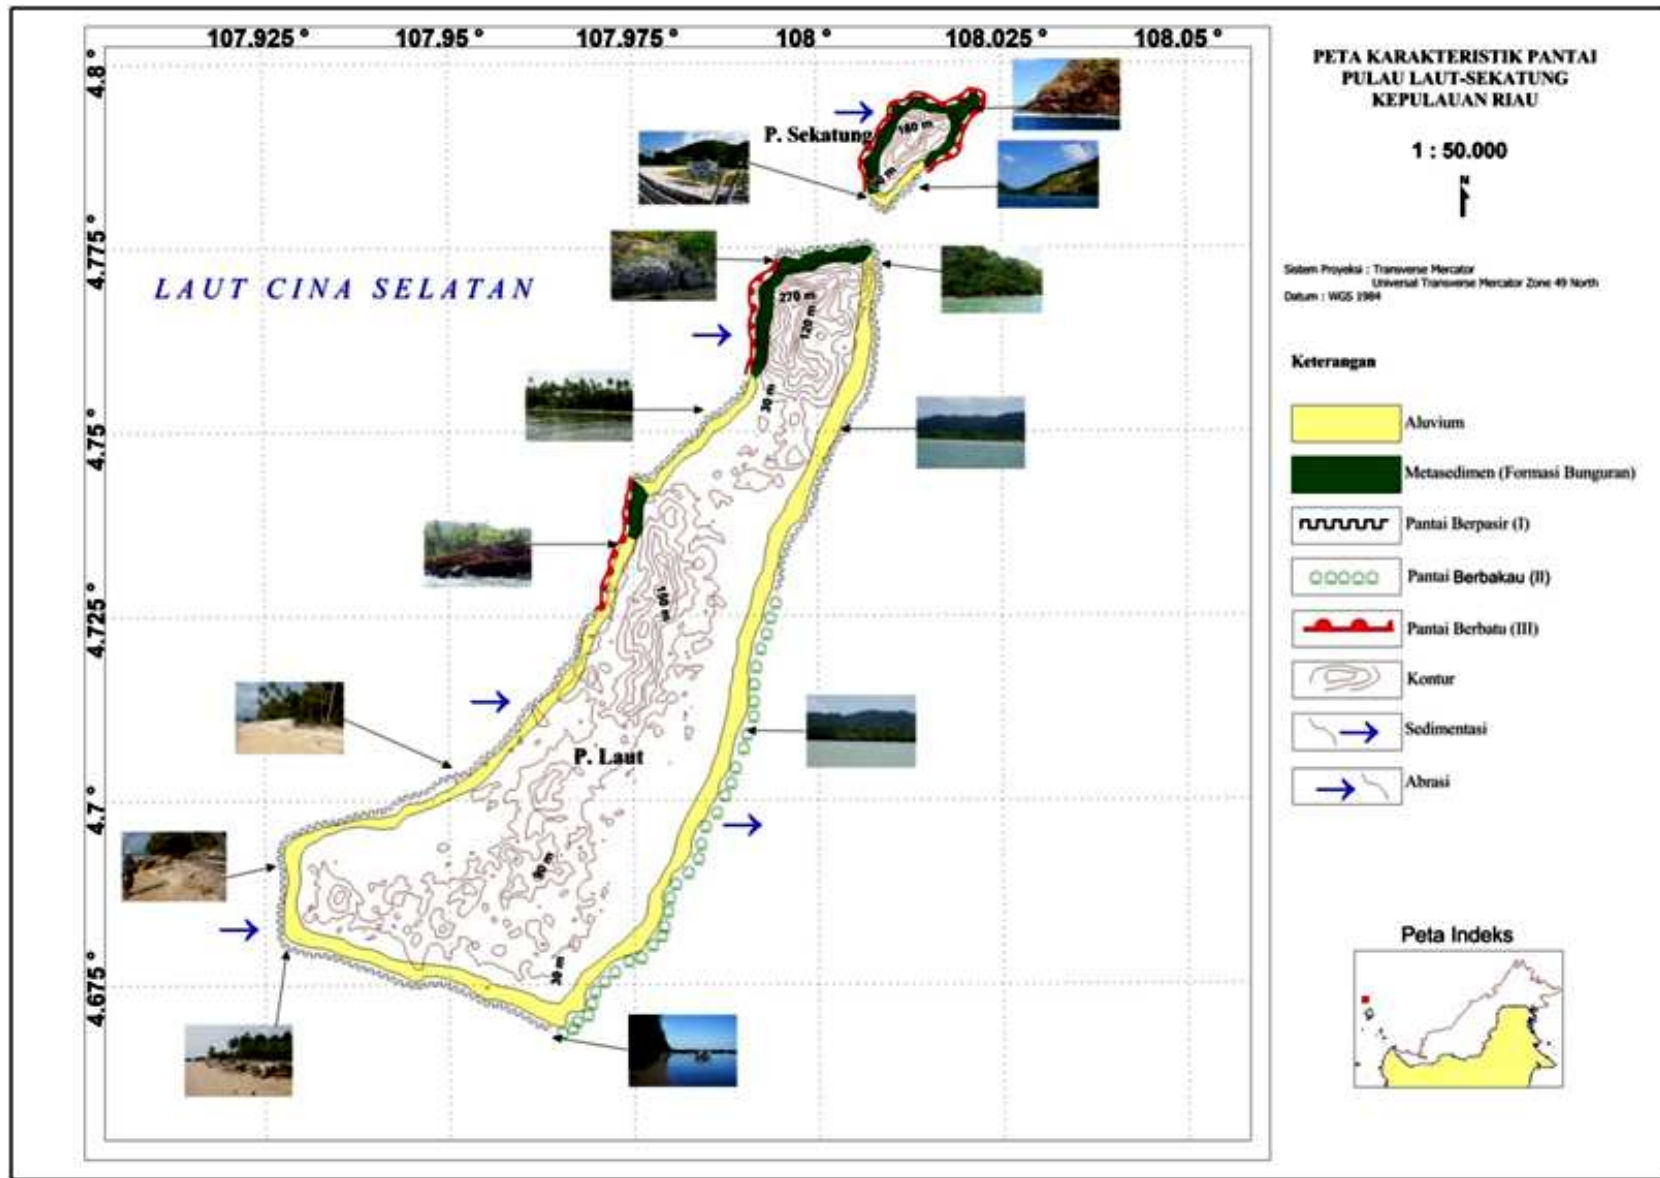 107.925°
107.95°
107.975°
108°
108.025°
108.05°
4.8°
4.775°
4.75°
4.725°
4.7°
4.675°
P. Sekatung
180 m
LAUT CINA SELATAN
270 m
120 m
30 m
150 m
P. Laut
90 m
30 m
PETA KARAKTERISTIK PANTAI
PULAU LAUT-SEKATUNG
KEPULAUAN RIAU
1 : 50.000
N
Sistem Proyeksi : Transverse Mercator
Universal Transverse Mercator Zone 49 North
Datum : WGS 1984
Keterangan
Aluvium
Metasedimen (Formasi Bunguran)
Pantai Berpasir (I)
Pantai Berbakau (II)
Pantai Berbatu (III)
Kontur
Sedimentasi
Abrasi
Peta Indeks